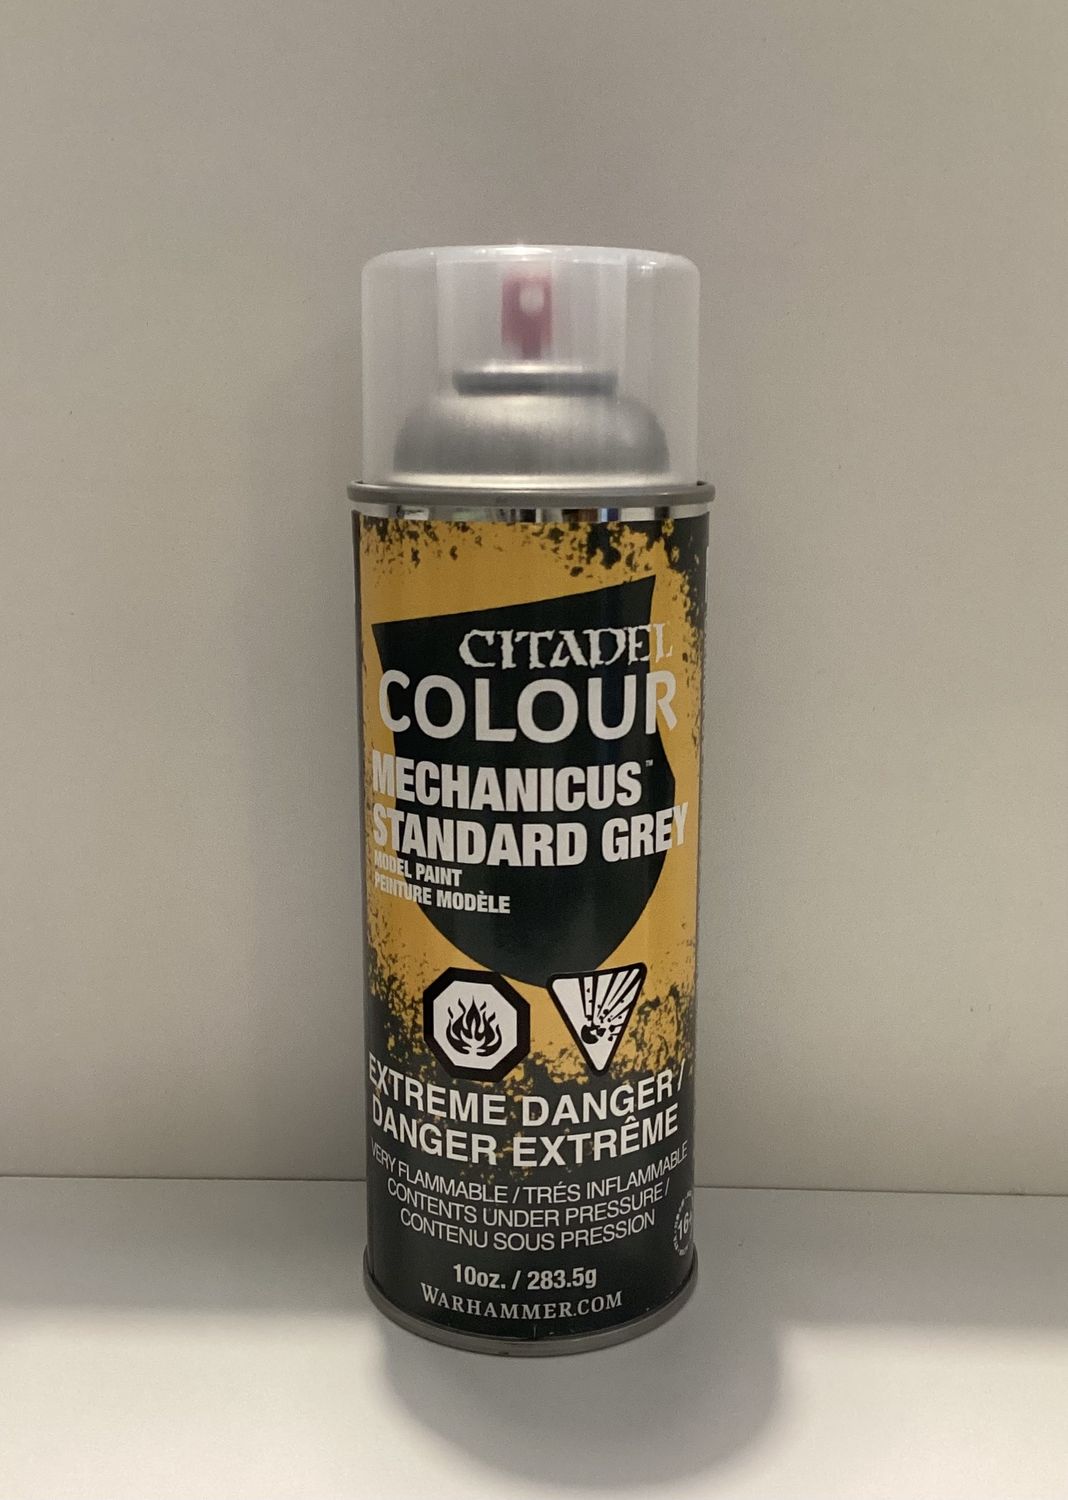 CITADEL
COLOUR
MECHANICUS™
STANDARD GREY
MODEL PAINT
PEINTURE MODÈLE
EXTREME DANGER /
DANGER EXTRÊME
VERY FLAMMABLE / TRÉS INFLAMMABLE
CONTENTS UNDER PRESSURE /
CONTENU SOUS PRESSION
16+
10oz. / 283.5g
WARHAMMER.COM